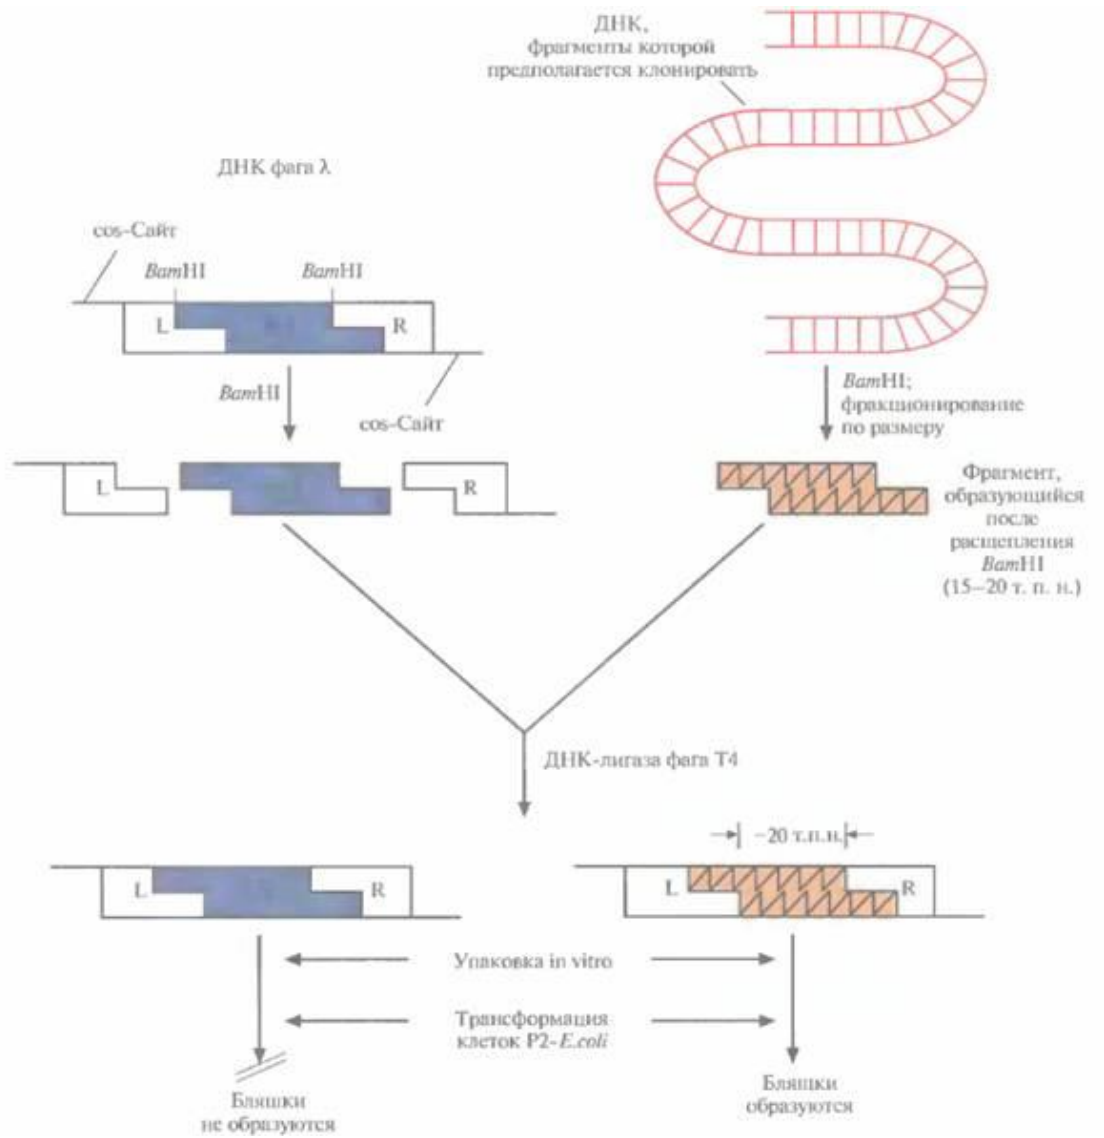 ДНК,
фрагменты которой
предполагается клонировать
ДНК фага λ
cos-Сайт
BamHI
BamHI
L
R
BamHI
cos-Сайт
BamHI;
фракционирование
по размеру
L
R
Фрагмент,
образующийся
после
расщепления
BamHI
(15–20 т. п. н.)
ДНК-лигаза фага T4
~20 т.п.н.
L
R
L
R
Упаковка in vitro
Трансформация
клеток P2-E.coli
Бляшки
не образуются
Бляшки
образуются